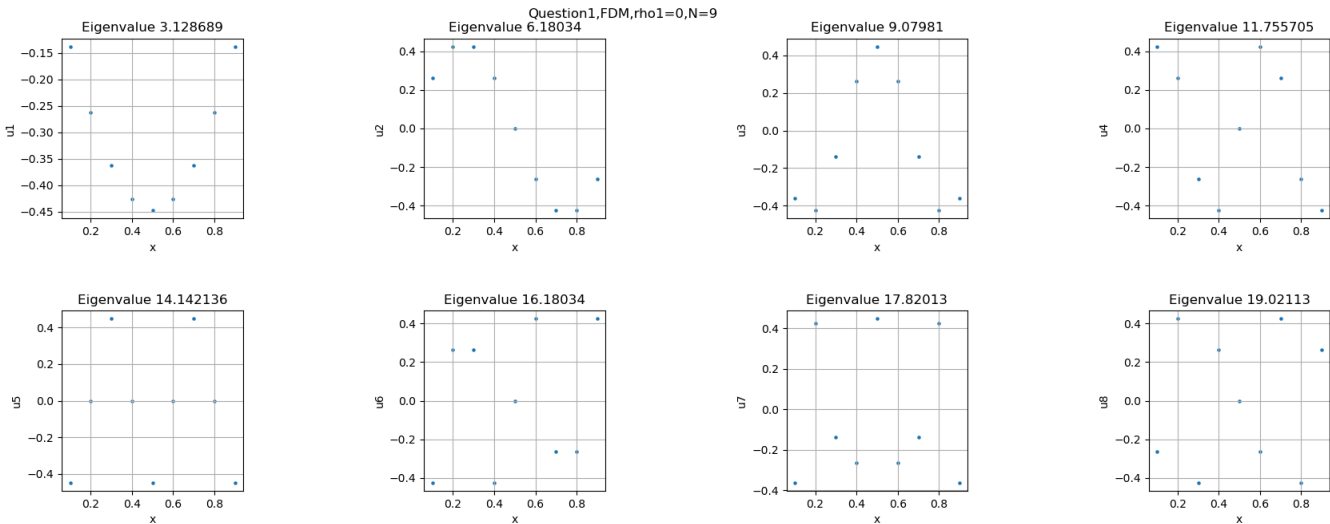 Question1,FDM,rho1=0,N=9
Eigenvalue 3.128689
−0.15
−0.20
−0.25
−0.30
−0.35
−0.40
−0.45
u1
0.2 0.4 0.6 0.8
x
Eigenvalue 6.18034
0.4
0.2
0.0
−0.2
−0.4
u2
0.2 0.4 0.6 0.8
x
Eigenvalue 9.07981
0.4
0.2
0.0
−0.2
−0.4
u3
0.2 0.4 0.6 0.8
x
Eigenvalue 11.755705
0.4
0.2
0.0
−0.2
−0.4
u4
0.2 0.4 0.6 0.8
x
Eigenvalue 14.142136
0.4
0.2
0.0
−0.2
−0.4
u5
0.2 0.4 0.6 0.8
x
Eigenvalue 16.18034
0.4
0.2
0.0
−0.2
−0.4
u6
0.2 0.4 0.6 0.8
x
Eigenvalue 17.82013
0.4
0.2
0.0
−0.2
−0.4
u7
0.2 0.4 0.6 0.8
x
Eigenvalue 19.02113
0.4
0.2
0.0
−0.2
−0.4
u8
0.2 0.4 0.6 0.8
x